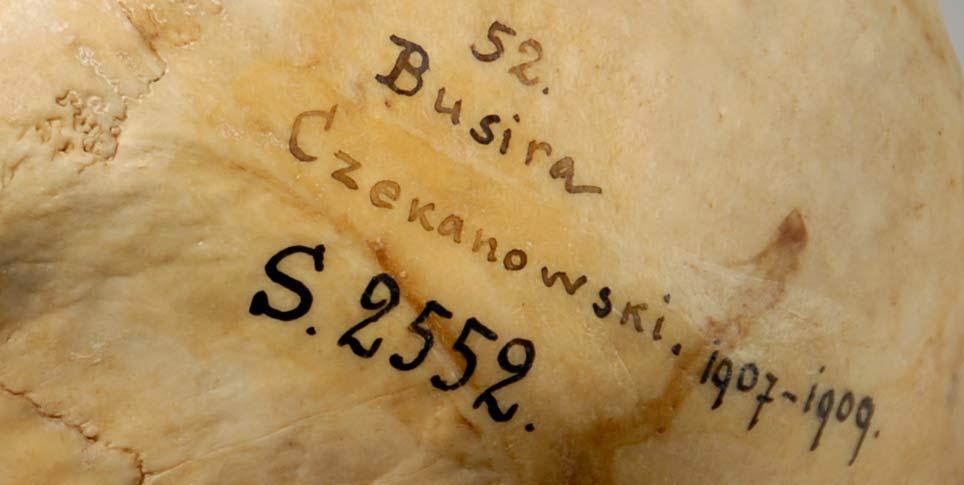 52.
Busira
Czekanowski, 1907-1909.
S. 2552.